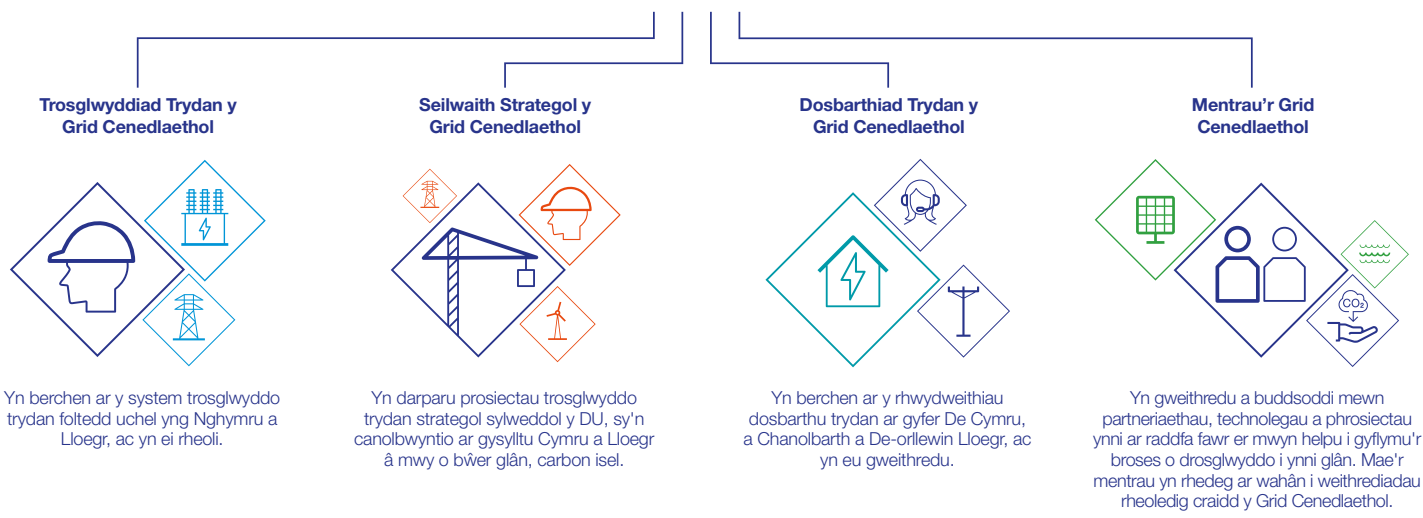 Trosglwyddiad Trydan y
Grid Cenedlaethol
Yn berchen ar y system trosglwyddo
trydan foltedd uchel yng Nghymru a
Lloegr, ac yn ei rheoli.
Seilwaith Strategol y
Grid Cenedlaethol
Yn darparu prosiectau trosglwyddo
trydan strategol sylweddol y DU, sy'n
canolbwyntio ar gysylltu Cymru a Lloegr
â mwy o bŵer glân, carbon isel.
Dosbarthiad Trydan y
Grid Cenedlaethol
Yn berchen ar y rhwydweithiau
dosbarthu trydan ar gyfer De Cymru,
a Chanolbarth a De-orllewin Lloegr, ac
yn eu gweithredu.
Mentrau’r Grid
Cenedlaethol
CO₂
Yn gweithredu a buddsoddi mewn
partneriaethau, technolegau a phrosiectau
ynni ar raddfa fawr er mwyn helpu i gyflymu'r
broses o drosglwyddo i ynni glân. Mae'r
mentrau yn rhedeg ar wahân i weithrediadau
rheoledig craidd y Grid Cenedlaethol.